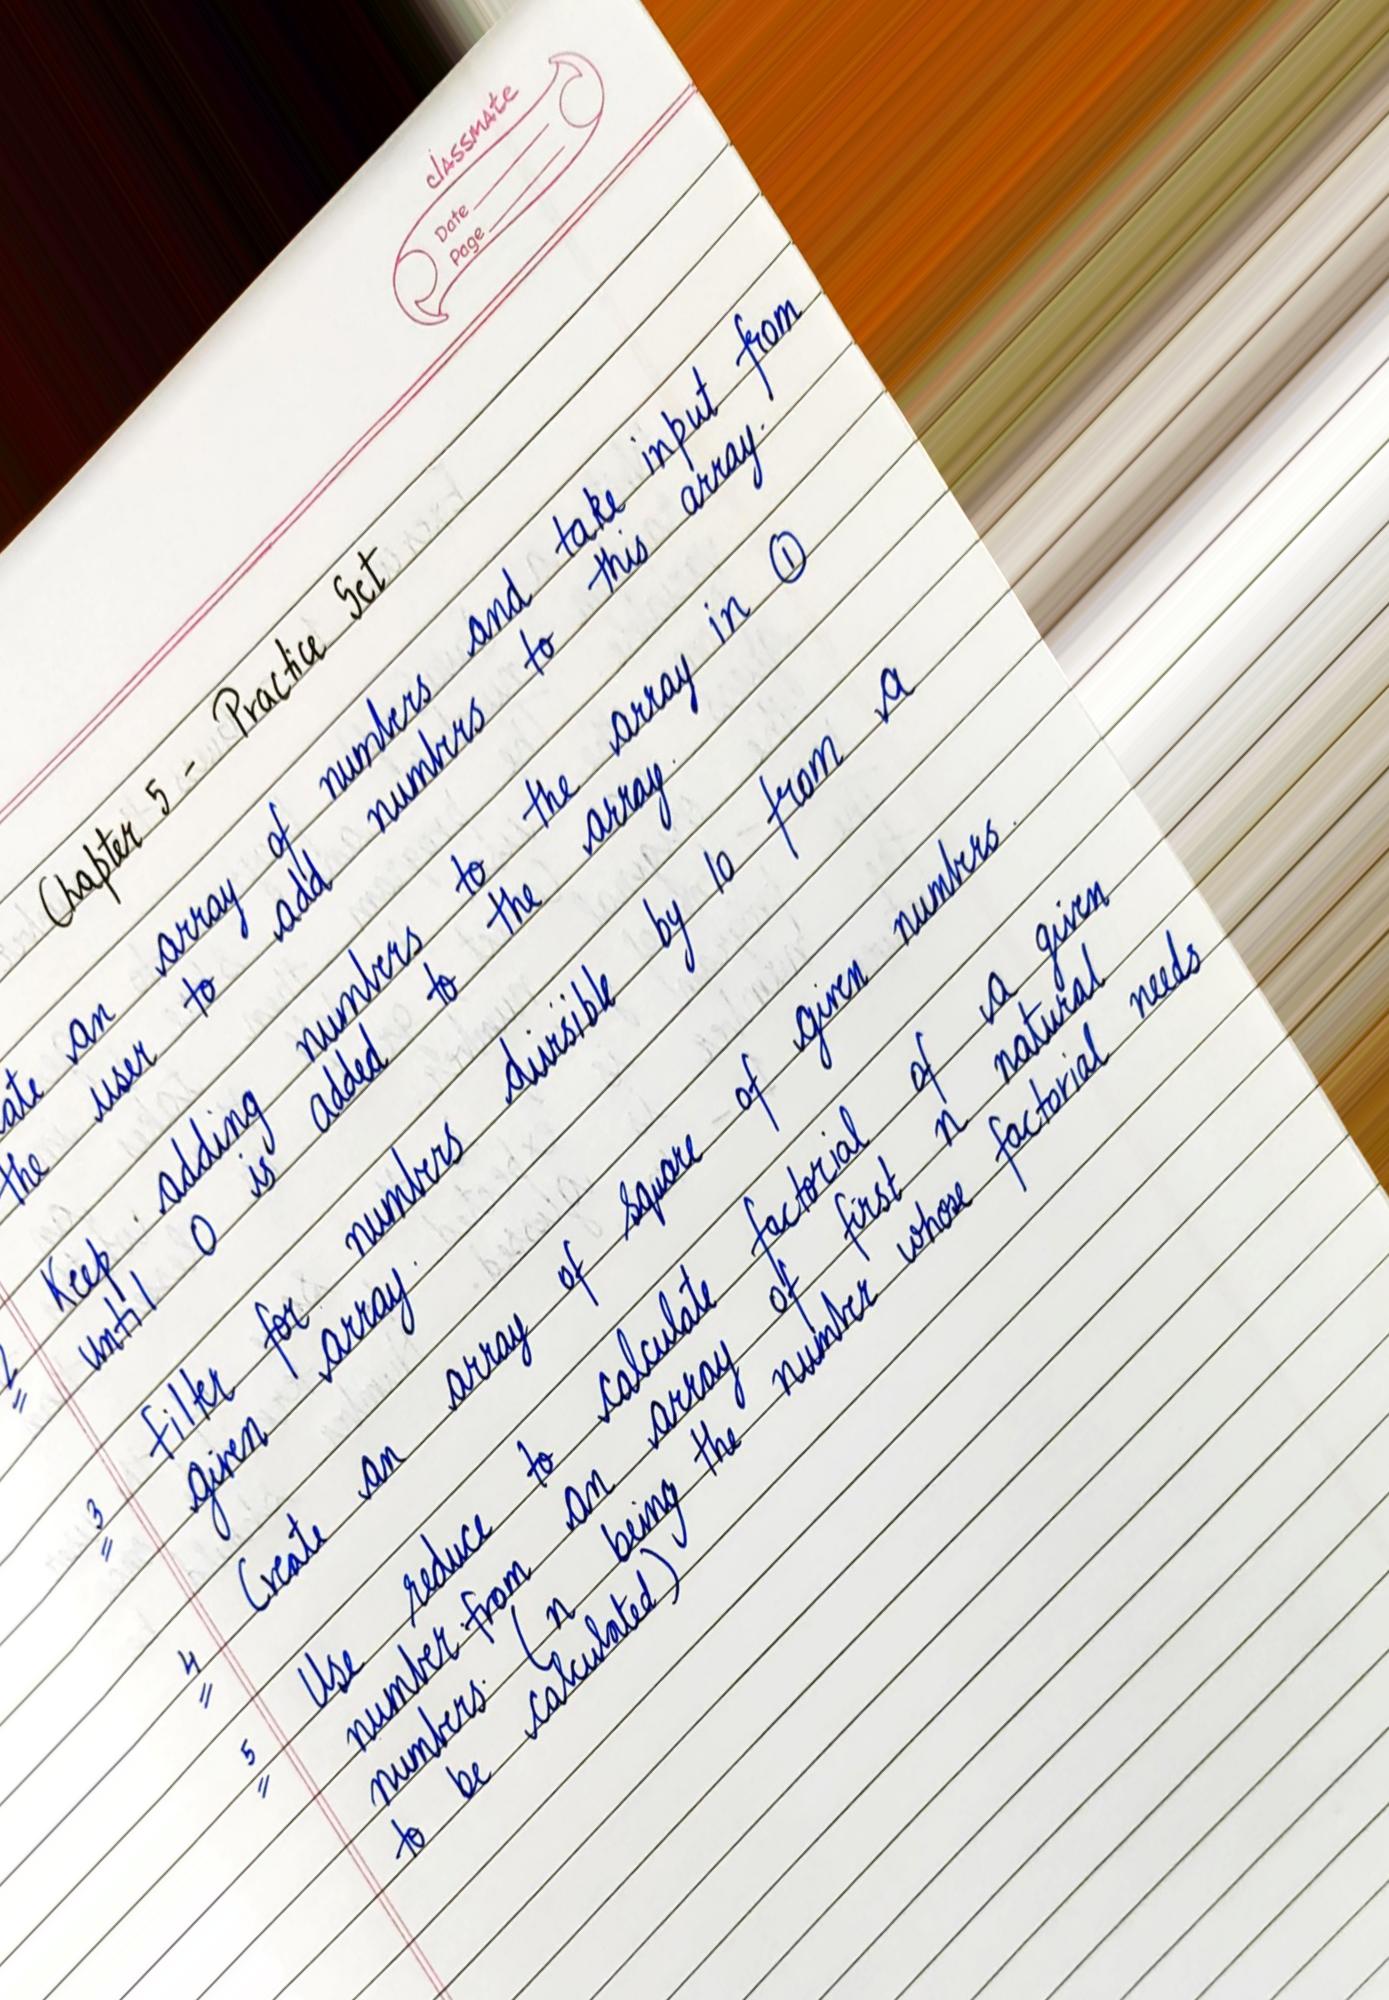 classmate
Date
Page
Chapter 5 - Practice Set
ate an array of numbers and take input from
the user to add numbers to this array.
2 Keep adding numbers to the array in ①
until 0 is added to the array.
3 Filter for numbers divisible by 10 from a
given array.
4 Create an array of square of given numbers.
5 Use reduce to calculate factorial of a given
number from an array of first n natural
numbers. (n being the number whose factorial needs
to be calculated)